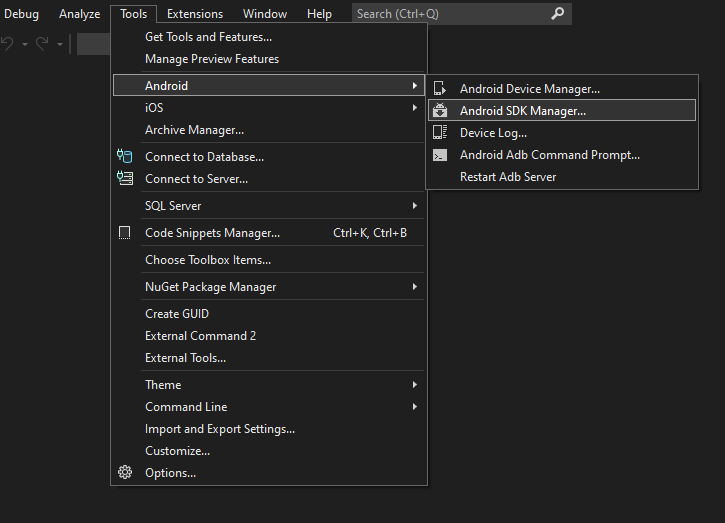 Debug Analyze Tools Extensions Window Help Search (Ctrl+Q)
Get Tools and Features...
Manage Preview Features
Android
iOS
Archive Manager...
Connect to Database...
Connect to Server...
SQL Server
Code Snippets Manager... Ctrl+K, Ctrl+B
Choose Toolbox Items...
NuGet Package Manager
Create GUID
External Command 2
External Tools...
Theme
Command Line
Import and Export Settings...
Customize...
Options...
Android Device Manager...
Android SDK Manager...
Device Log...
Android Adb Command Prompt...
Restart Adb Server